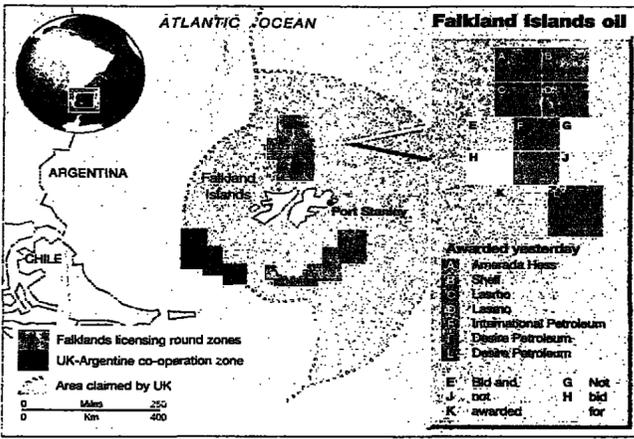 ATLANTIC OCEAN
Falkland Islands oil
A B
C D
E F G
H J
K
ARGENTINA
Falkland
Islands
Port Stanley
CHILE
Awarded yesterday
A Amerada Hess
B Shell
C Lasmo
D Lasmo
F International Petroleum
Desire Petroleum
L Desire Petroleum
E Bid and G Not
J not H bid
K awarded for
Falklands licensing round zones
UK-Argentine co-operation zone
Area claimed by UK
0 Miles 250
0 Km 400